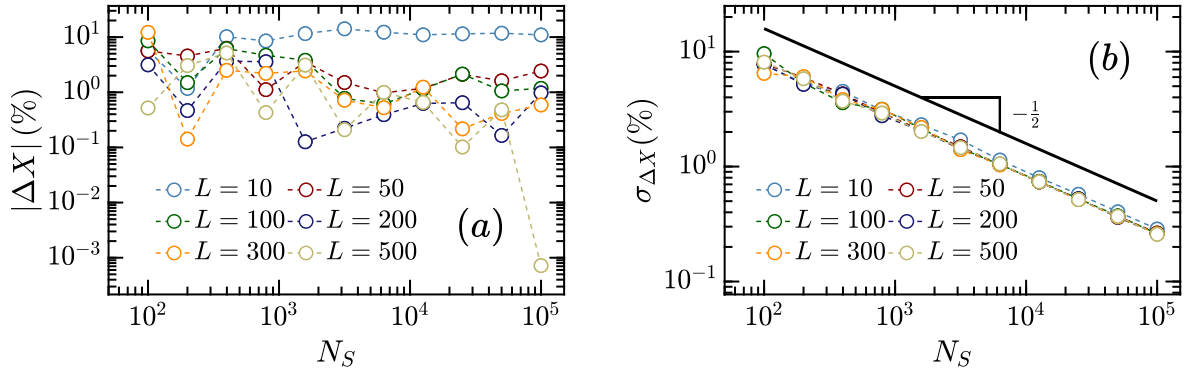 |ΔX| (%)
10^1
10^0
10^{-1}
10^{-2}
10^{-3}
L = 10
L = 50
L = 100
L = 200
L = 300
L = 500
(a)
10^2
10^3
10^4
10^5
N_S
σ_{ΔX}(%)
10^1
10^0
10^{-1}
(b)
-1/2
L = 10
L = 50
L = 100
L = 200
L = 300
L = 500
10^2
10^3
10^4
10^5
N_S